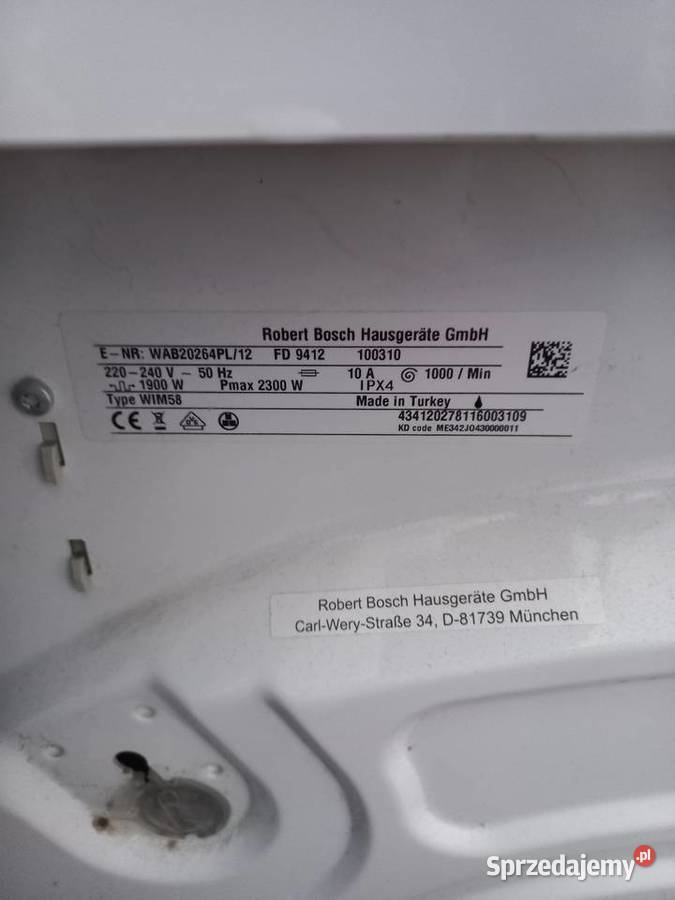 Robert Bosch Hausgeräte GmbH
E-NR: WAB20264PL/12 FD 9412 100310
220-240 V ~ 50 Hz 10 A 1000 / Min
1900 W Pmax 2300 W IPX4
Type WIM58 Made in Turkey
CE DVE 434120278116003109
KD code ME342J0430000011
Robert Bosch Hausgeräte GmbH
Carl-Wery-Straße 34, D-81739 München
Sprzedajemy.pl